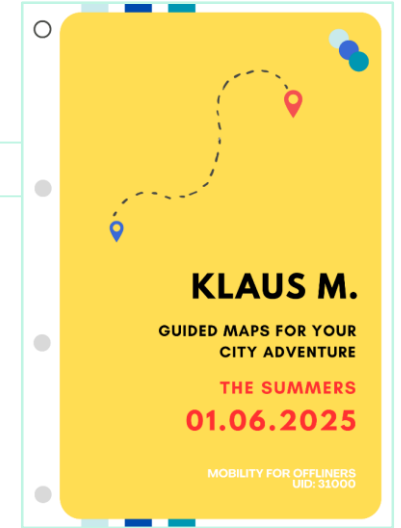 KLAUS M.
GUIDED MAPS FOR YOUR
CITY ADVENTURE
THE SUMMERS
01.06.2025
MOBILITY FOR OFFLINERS
UID: 31000